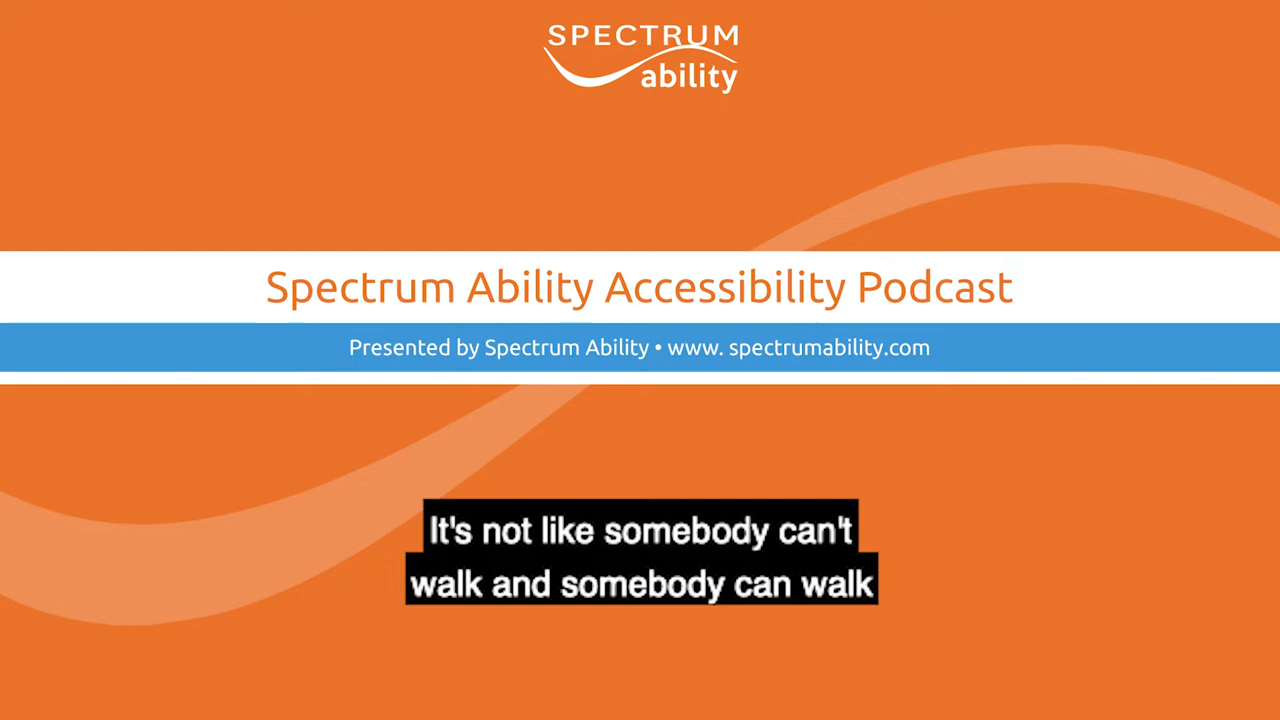 SPECTRUM
ability
Spectrum Ability Accessibility Podcast
Presented by Spectrum Ability • www. spectrumability.com
It's not like somebody can't
walk and somebody can walk